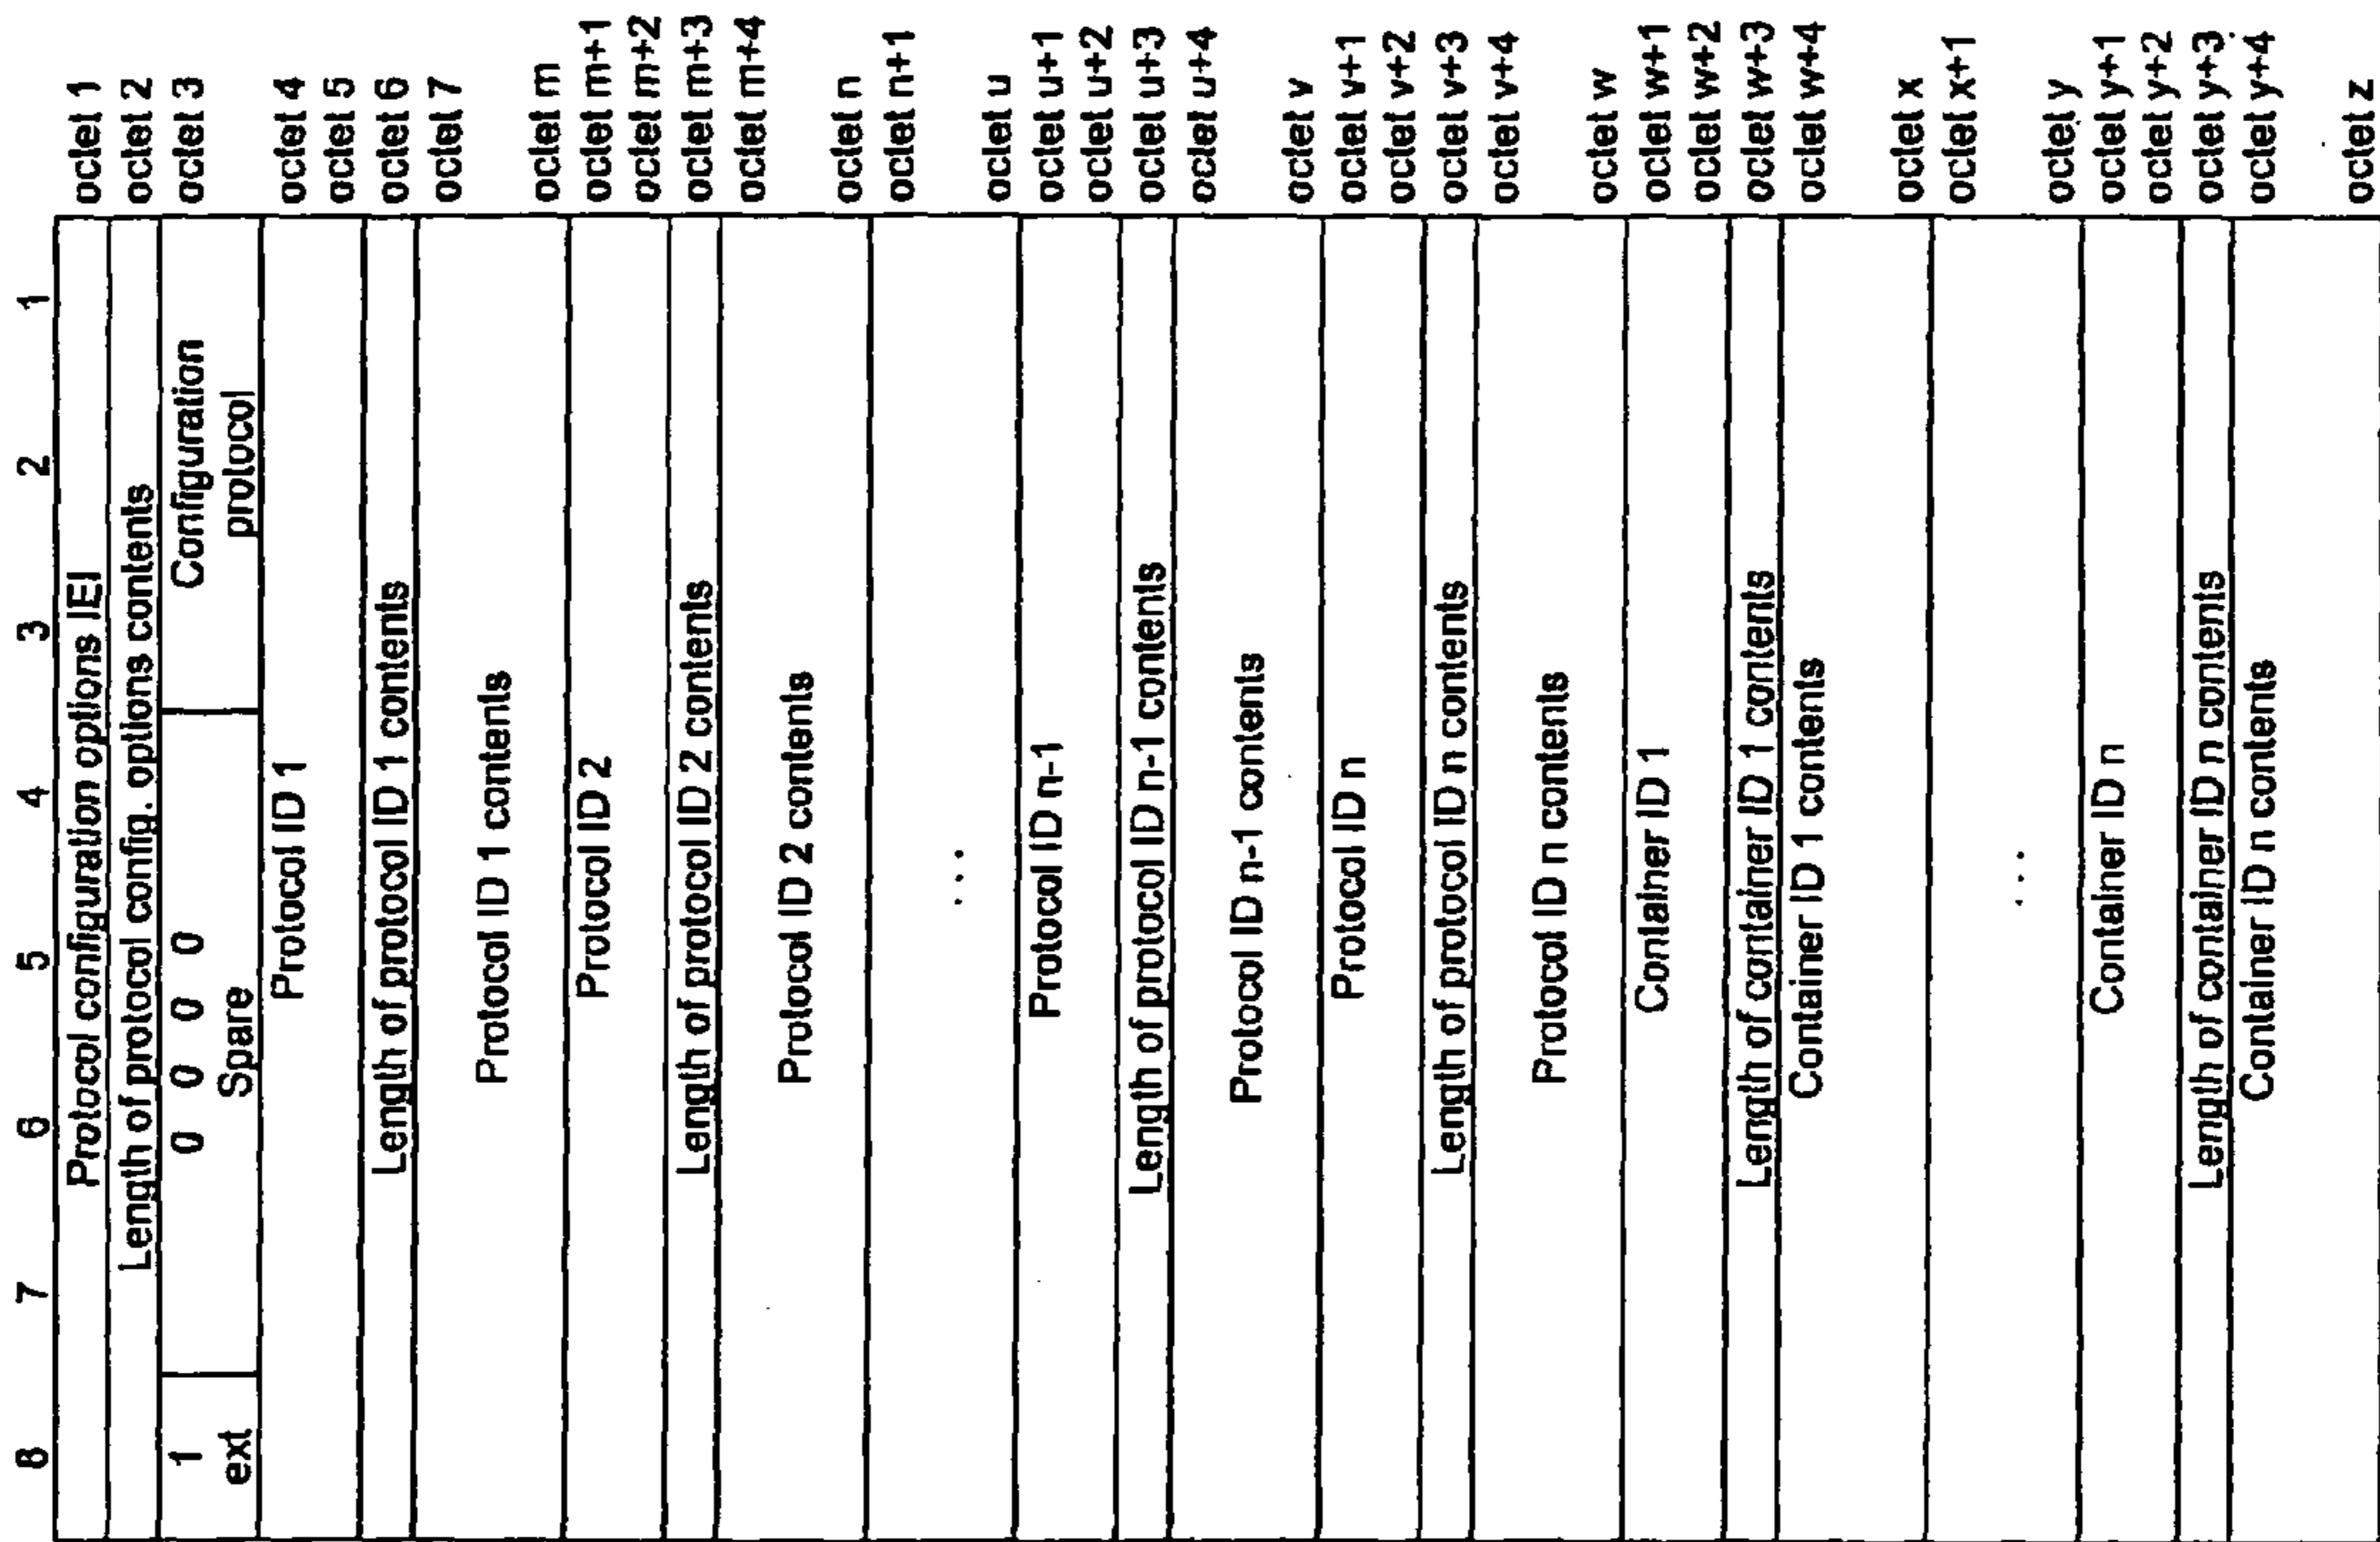 8 7 6 5 4 3 2 1
Protocol configuration options IEI octet 1
Length of protocol config. options contents octet 2
1 0 0 0 0 Configuration octet 3
ext Spare protocol
Protocol ID 1 octet 4
octet 5
Length of protocol ID 1 contents octet 6
octet 7
Protocol ID 1 contents
octet m
Protocol ID 2 octet m+1
octet m+2
Length of protocol ID 2 contents octet m+3
octet m+4
Protocol ID 2 contents
octet n
octet n+1
...
octet u
Protocol ID n-1 octet u+1
octet u+2
Length of protocol ID n-1 contents octet u+3
octet u+4
Protocol ID n-1 contents
octet v
Protocol ID n octet v+1
octet v+2
Length of protocol ID n contents octet v+3
octet v+4
Protocol ID n contents
octet w
Container ID 1 octet w+1
octet w+2
Length of container ID 1 contents octet w+3
Container ID 1 contents octet w+4
octet x
octet x+1
...
octet y
Container ID n octet y+1
octet y+2
Length of container ID n contents octet y+3
Container ID n contents octet y+4
octet z